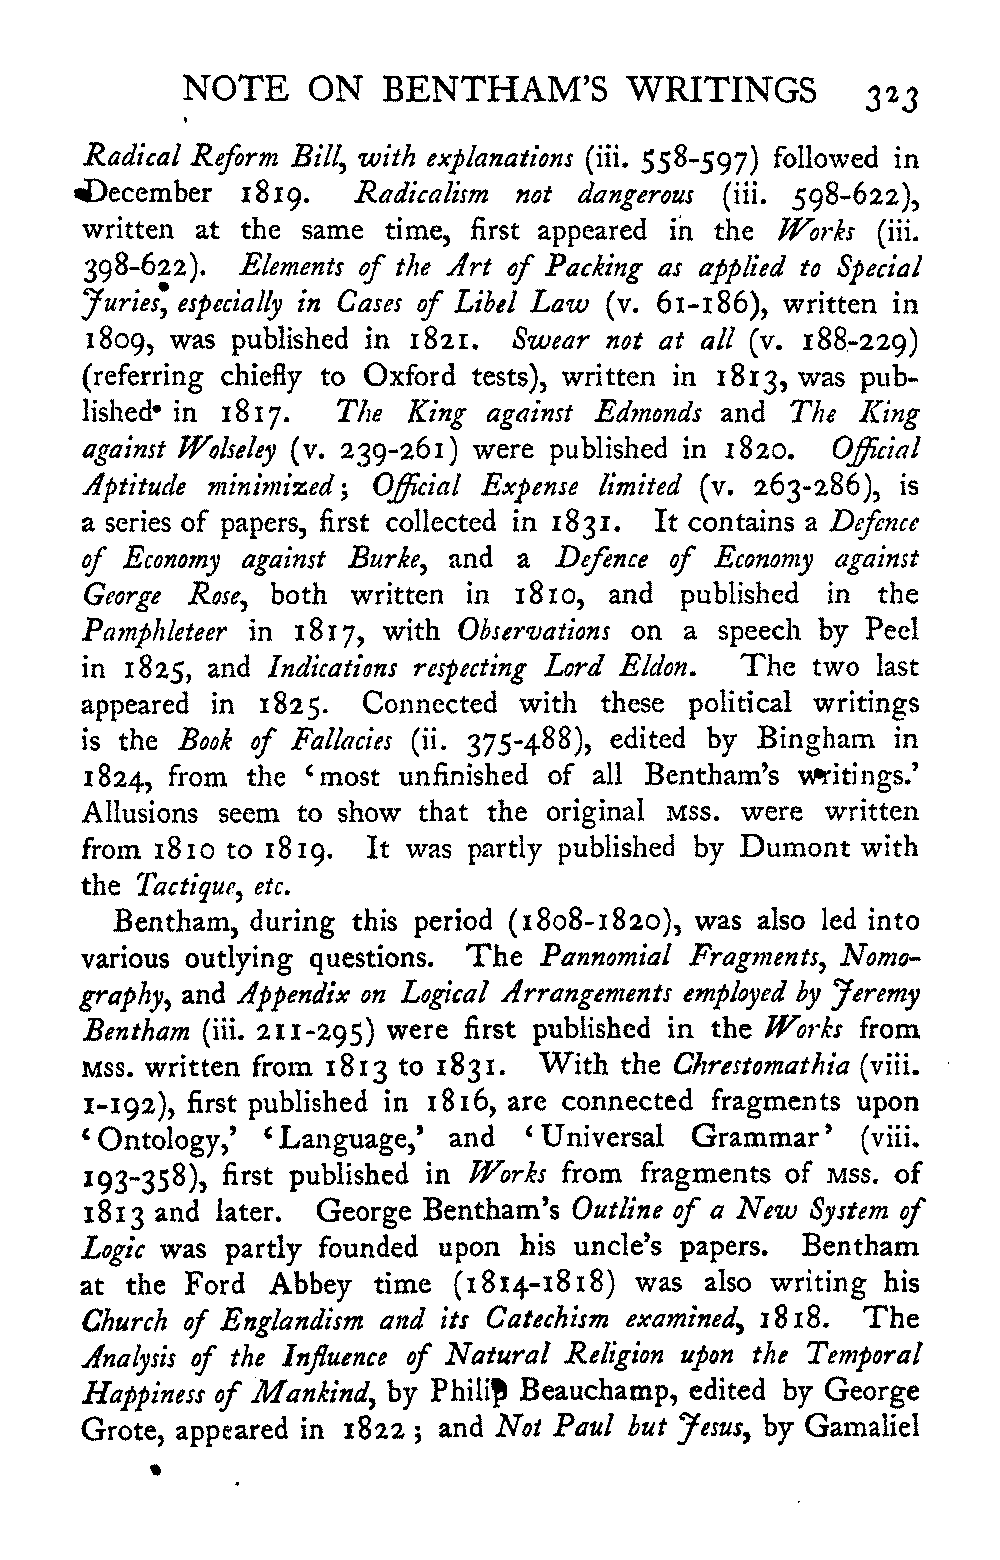 NOTE ON BENTHAM'S WRITINGS 323
Radical Reform Bill, with explanations (iii. 558-597) followed in
December 1819. Radicalism not dangerous (iii. 598-622),
written at the same time, first appeared in the Works (iii.
398-622). Elements of the Art of Packing as applied to Special
Juries, especially in Cases of Libel Law (v. 61-186), written in
1809, was published in 1821. Swear not at all (v. 188-229)
(referring chiefly to Oxford tests), written in 1813, was pub-
lished in 1817. The King against Edmonds and The King
against Wolseley (v. 239-261) were published in 1820. Official
Aptitude minimized; Official Expense limited (v. 263-286), is
a series of papers, first collected in 1831. It contains a Defence
of Economy against Burke, and a Defence of Economy against
George Rose, both written in 1810, and published in the
Pamphleteer in 1817, with Observations on a speech by Peel
in 1825, and Indications respecting Lord Eldon. The two last
appeared in 1825. Connected with these political writings
is the Book of Fallacies (ii. 375-488), edited by Bingham in
1824, from the 'most unfinished of all Bentham's writings.'
Allusions seem to show that the original MSS. were written
from 1810 to 1819. It was partly published by Dumont with
the Tactique, etc.
Bentham, during this period (1808-1820), was also led into
various outlying questions. The Pannomial Fragments, Nomo-
graphy, and Appendix on Logical Arrangements employed by Jeremy
Bentham (iii. 211-295) were first published in the Works from
MSS. written from 1813 to 1831. With the Chrestomathia (viii.
1-192), first published in 1816, are connected fragments upon
'Ontology,' 'Language,' and 'Universal Grammar' (viii.
193-358), first published in Works from fragments of MSS. of
1813 and later. George Bentham's Outline of a New System of
Logic was partly founded upon his uncle's papers. Bentham
at the Ford Abbey time (1814-1818) was also writing his
Church of Englandism and its Catechism examined, 1818. The
Analysis of the Influence of Natural Religion upon the Temporal
Happiness of Mankind, by Philip Beauchamp, edited by George
Grote, appeared in 1822; and Not Paul but Jesus, by Gamaliel